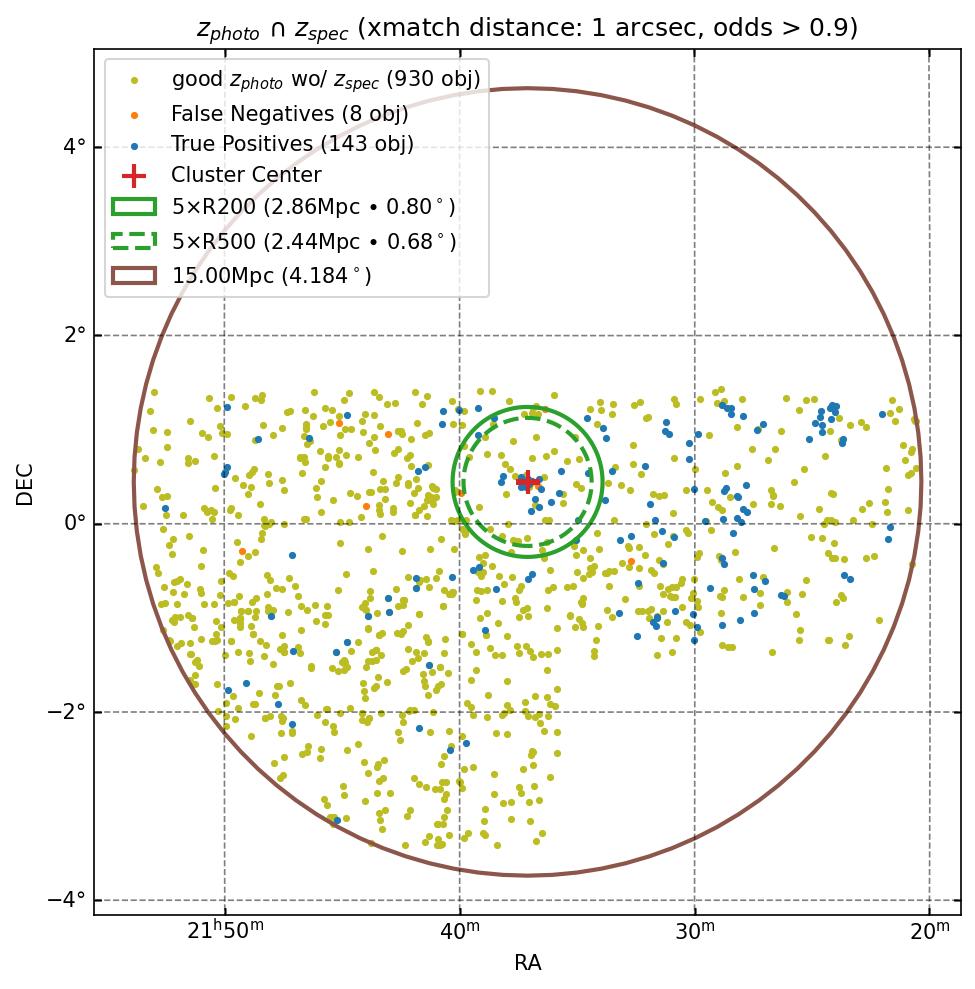 z_photo ∩ z_spec (xmatch distance: 1 arcsec, odds > 0.9)
good z_photo wo/ z_spec (930 obj)
False Negatives (8 obj)
True Positives (143 obj)
Cluster Center
5×R200 (2.86Mpc • 0.80°)
5×R500 (2.44Mpc • 0.68°)
15.00Mpc (4.184°)
4°
2°
0°
−2°
−4°
DEC
21ʰ50ᵐ 40ᵐ 30ᵐ 20ᵐ
RA